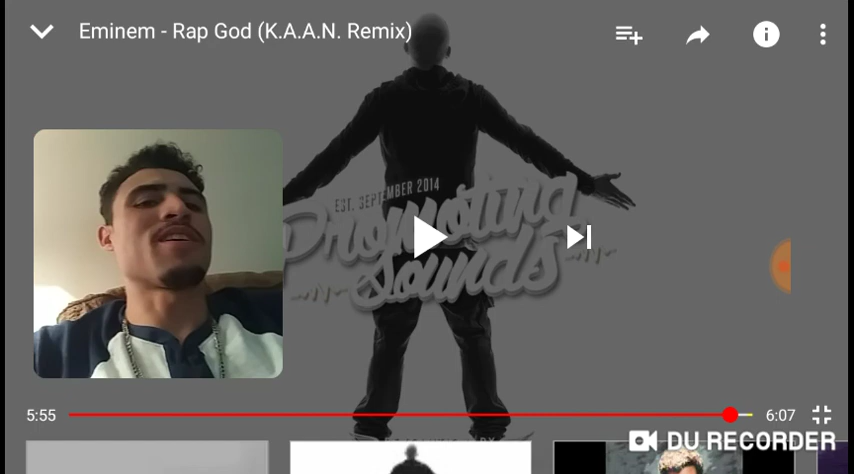 Eminem - Rap God (K.A.A.N. Remix)
EST. SEPTEMBER 2014
Promoting
Sounds
5:55
6:07
DU RECORDER